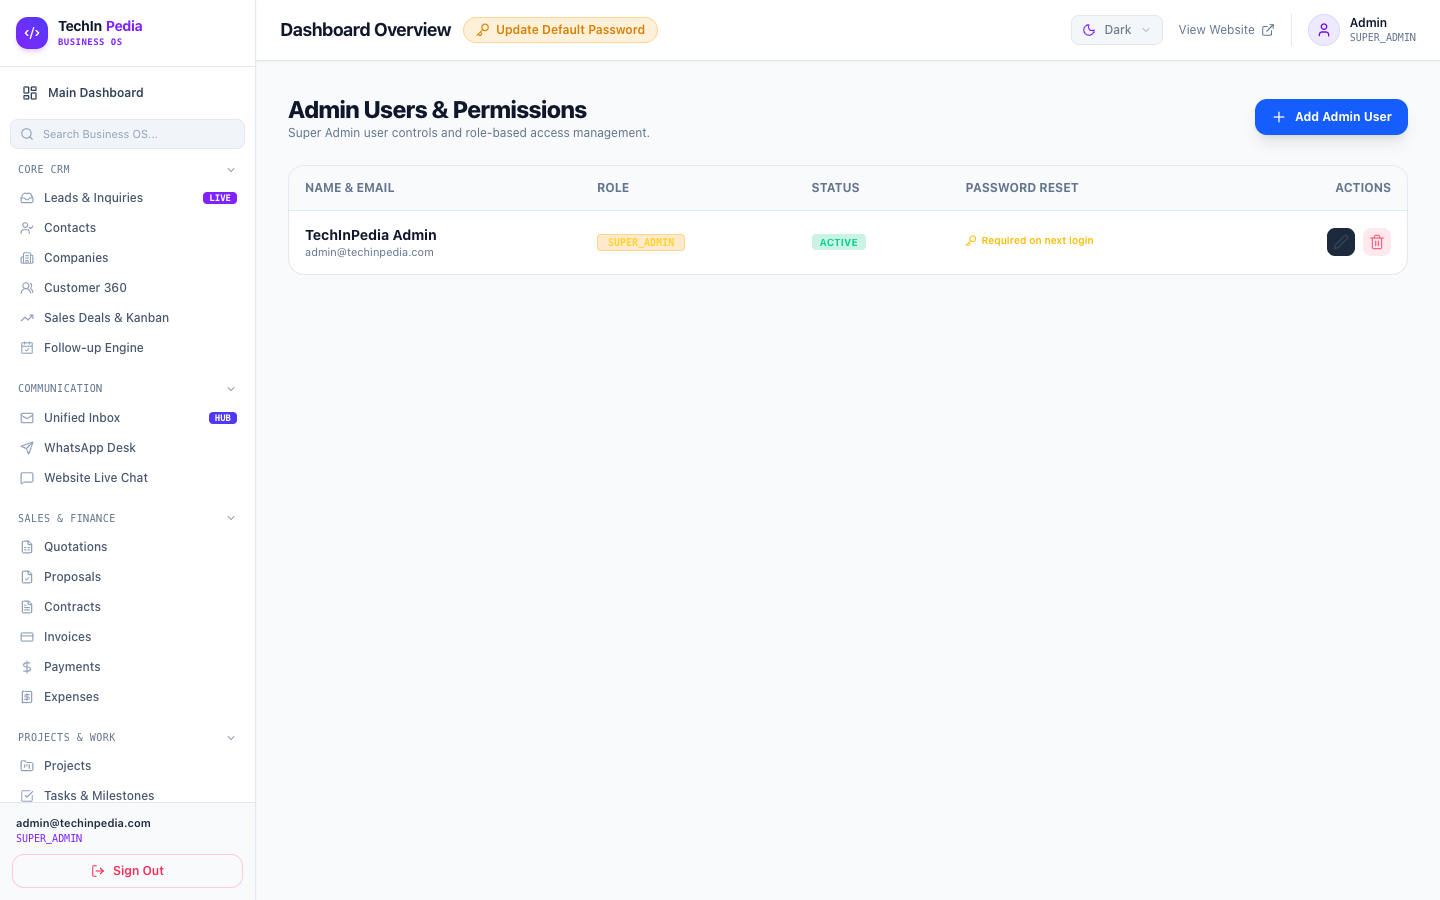 TechIn Pedia
BUSINESS OS
Main Dashboard
Search Business OS...
CORE CRM
Leads & Inquiries LIVE
Contacts
Companies
Customer 360
Sales Deals & Kanban
Follow-up Engine
COMMUNICATION
Unified Inbox HUB
WhatsApp Desk
Website Live Chat
SALES & FINANCE
Quotations
Proposals
Contracts
Invoices
Payments
Expenses
PROJECTS & WORK
Projects
Tasks & Milestones
admin@techinpedia.com
SUPER_ADMIN
Sign Out
Dashboard Overview Update Default Password Dark View Website Admin
SUPER_ADMIN
Admin Users & Permissions
Super Admin user controls and role-based access management.
Add Admin User
NAME & EMAIL ROLE STATUS PASSWORD RESET ACTIONS
TechInPedia Admin
admin@techinpedia.com
SUPER_ADMIN ACTIVE Required on next login